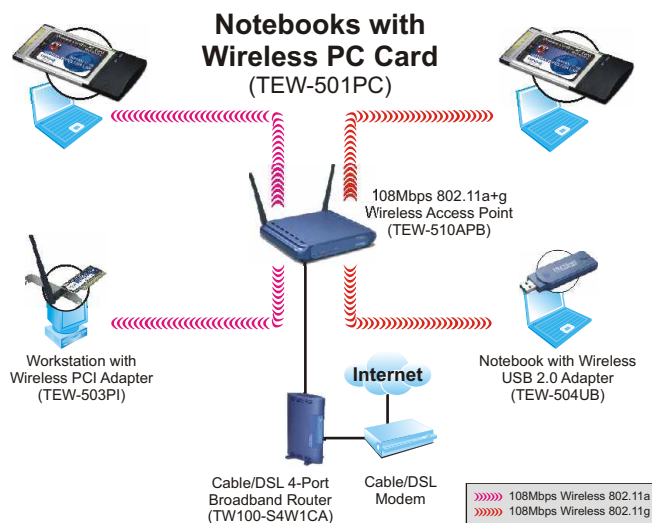 Notebooks with
Wireless PC Card
(TEW-501PC)
108Mbps 802.11a+g
Wireless Access Point
(TEW-510APB)
Workstation with
Wireless PCI Adapter
(TEW-503PI)
Notebook with Wireless
USB 2.0 Adapter
(TEW-504UB)
Internet
Cable/DSL 4-Port
Broadband Router
(TW100-S4W1CA)
Cable/DSL
Modem
108Mbps Wireless 802.11a
108Mbps Wireless 802.11g